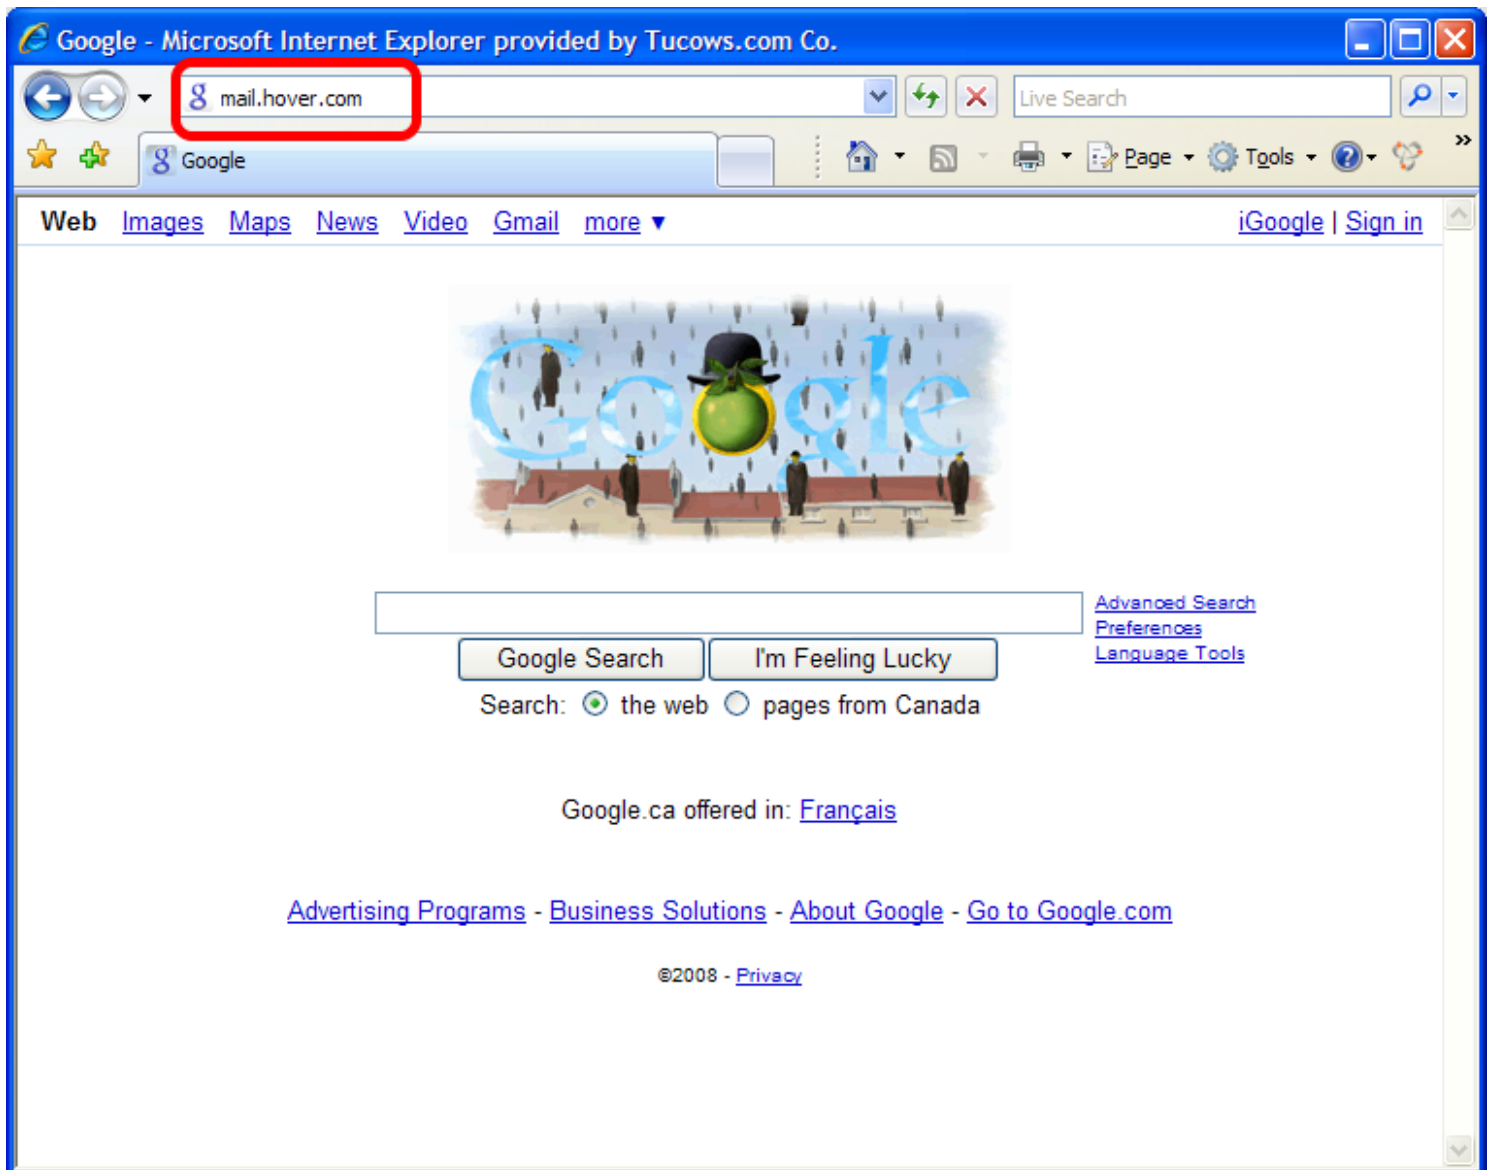 Google - Microsoft Internet Explorer provided by Tucows.com Co.
mail.hover.com
Live Search
Google
Page
Tools
Web Images Maps News Video Gmail more ▼
iGoogle | Sign in
Google
Advanced Search
Preferences
Language Tools
Google Search I'm Feeling Lucky
Search: the web pages from Canada
Google.ca offered in: Français
Advertising Programs - Business Solutions - About Google - Go to Google.com
©2008 - Privacy